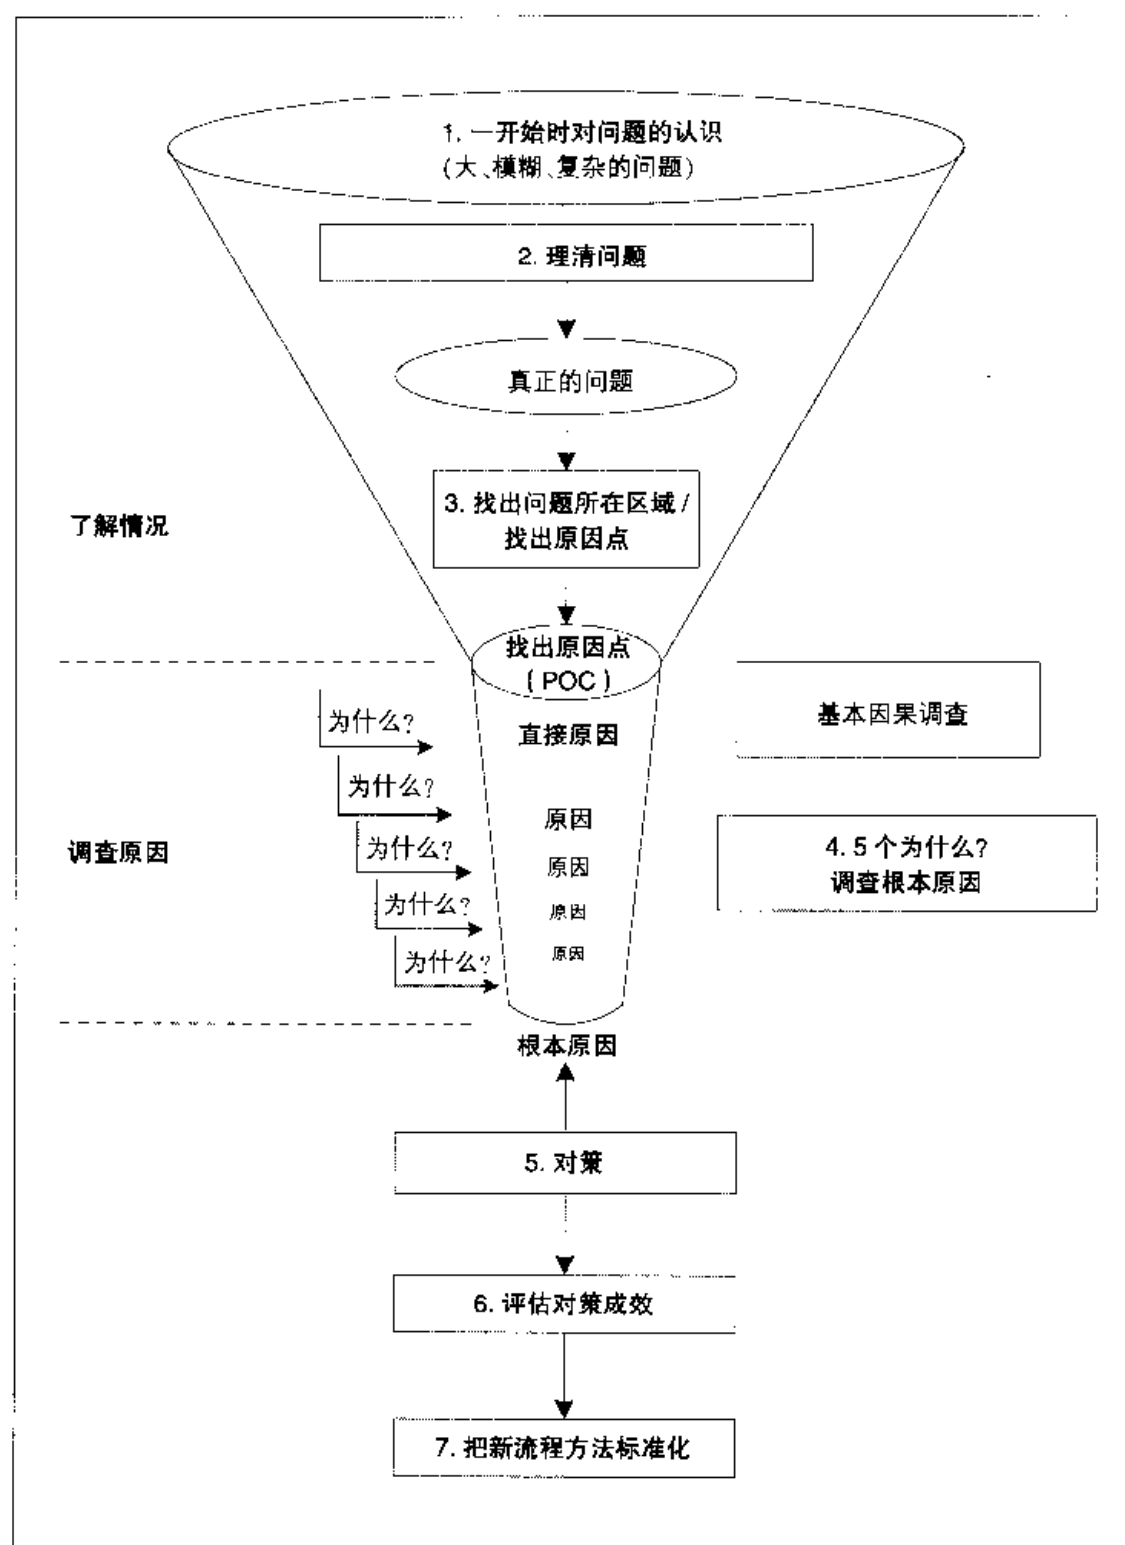 1. 一开始时对问题的认识
(大、模糊、复杂的问题)
2. 理清问题
真正的问题
3. 找出问题所在区域/
找出原因点
了解情况
找出原因点
(POC)
为什么?
直接原因
基本因果调查
为什么?
原因
调查原因
为什么?
原因
4. 5个为什么?
调查根本原因
为什么?
原因
为什么?
原因
根本原因
5. 对策
6. 评估对策成效
7. 把新流程方法标准化